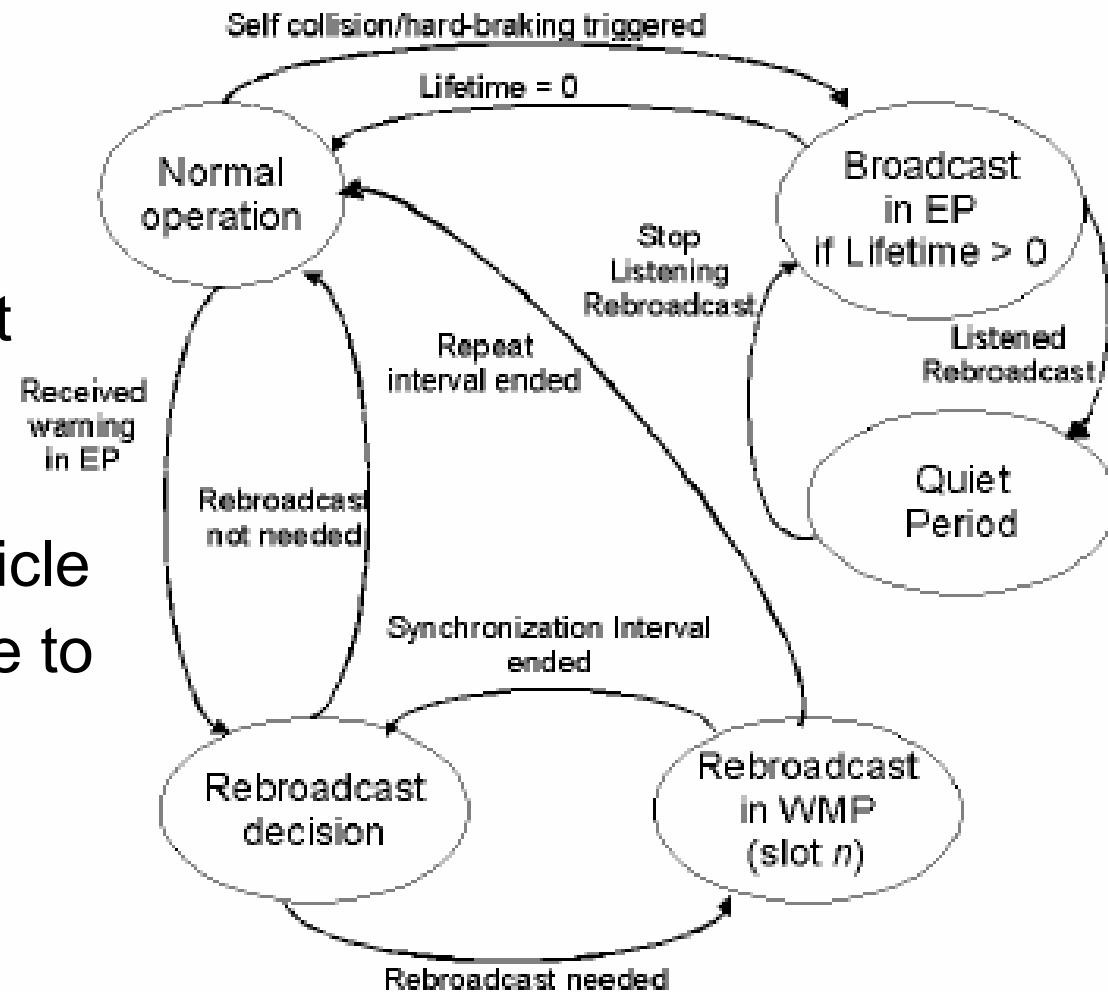 Self collision/hard-braking triggered
Lifetime = 0
Normal
operation
Broadcast
in EP
if Lifetime > 0
Stop
Listening
Rebroadcast
Listened
Rebroadcast
Repeat
interval ended
t
Received
warning
in EP
Rebroadcast
not needed
Quiet
Period
icle
e to
Synchronization Interval
ended
Rebroadcast
decision
Rebroadcast
in WMP
(slot n)
Rebroadcast needed